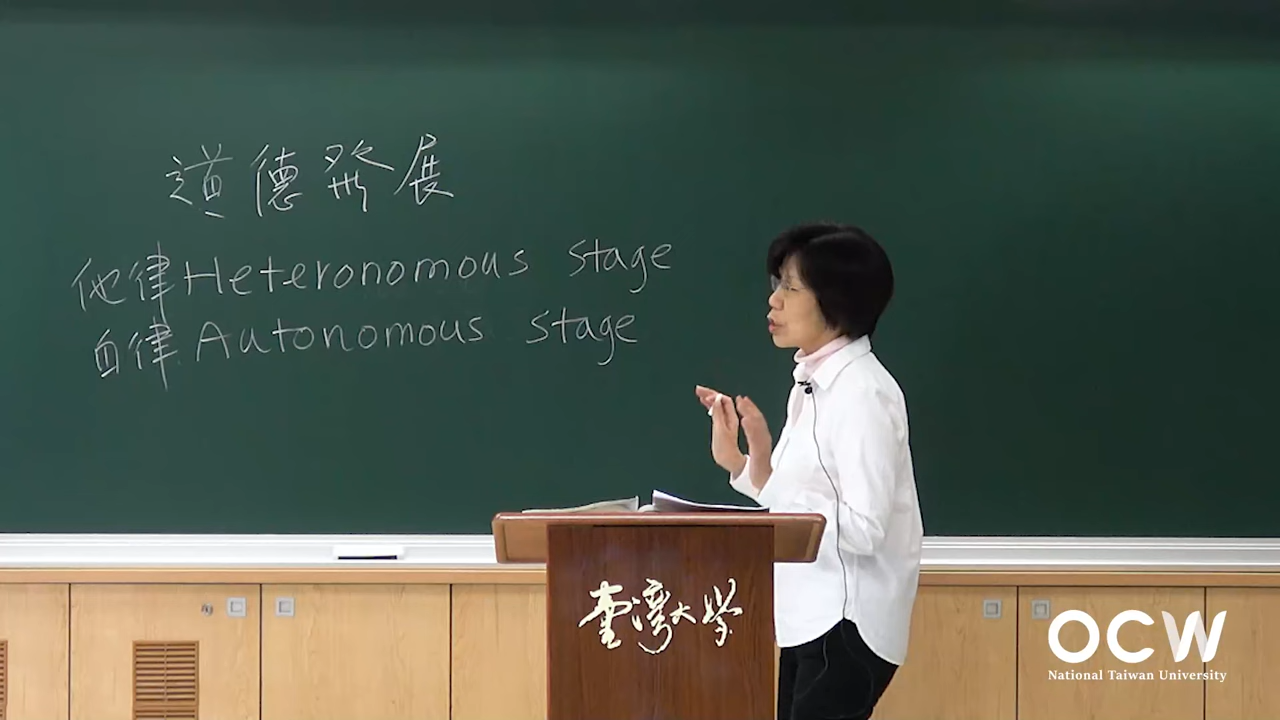 道德發展
他律 Heteronomous stage
自律 Autonomous stage
臺灣大學
OCW
National Taiwan University